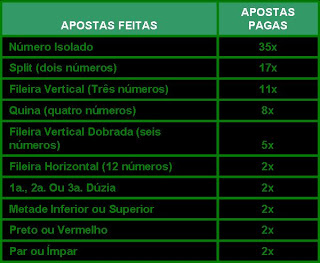 APOSTAS FEITAS
APOSTAS
PAGAS
Número Isolado 35x
Split (dois números) 17x
Fileira Vertical (Três números) 11x
Quina (quatro números) 8x
Fileira Vertical Dobrada (seis
números) 5x
Fileira Horizontal (12 números) 2x
1a., 2a. Ou 3a. Dúzia 2x
Metade Inferior ou Superior 2x
Preto ou Vermelho 2x
Par ou Ímpar 2x